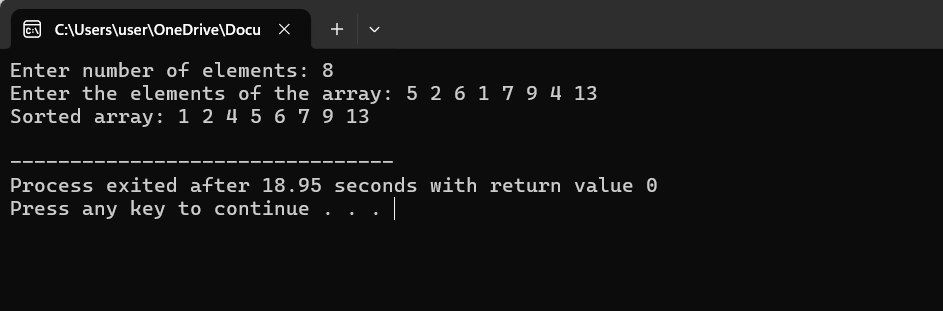 C:\Users\user\OneDrive\Docu
Enter number of elements: 8
Enter the elements of the array: 5 2 6 1 7 9 4 13
Sorted array: 1 2 4 5 6 7 9 13
--------------------------------
Process exited after 18.95 seconds with return value 0
Press any key to continue . . .